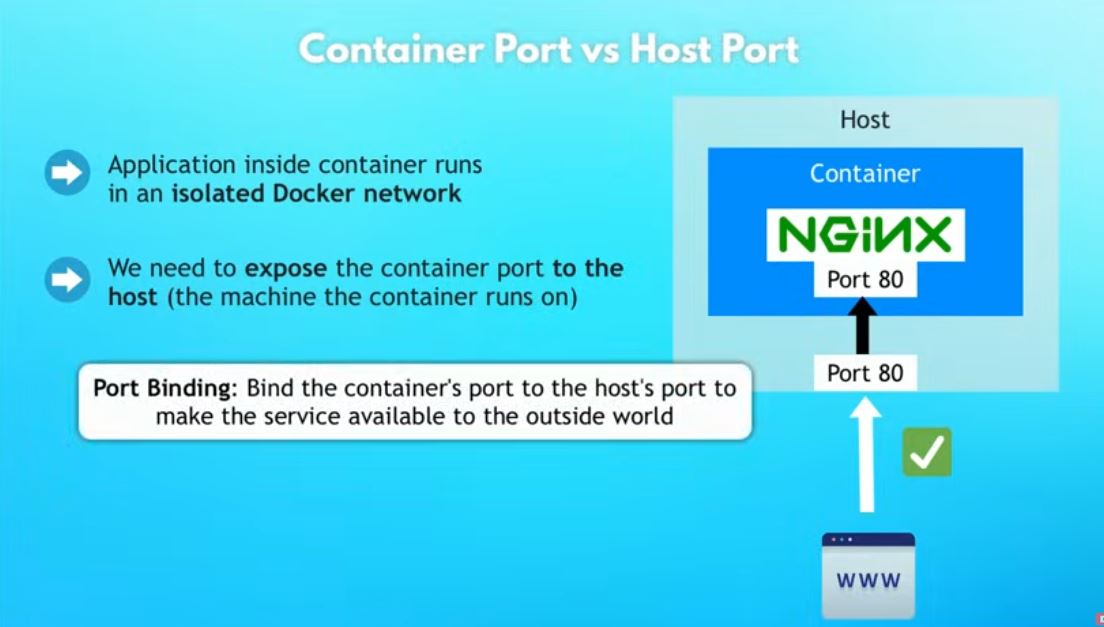 Container Port vs Host Port
Application inside container runs
in an isolated Docker network
We need to expose the container port to the
host (the machine the container runs on)
Port Binding: Bind the container's port to the host's port to
make the service available to the outside world
Host
Container
NGiNX
Port 80
Port 80
WWW